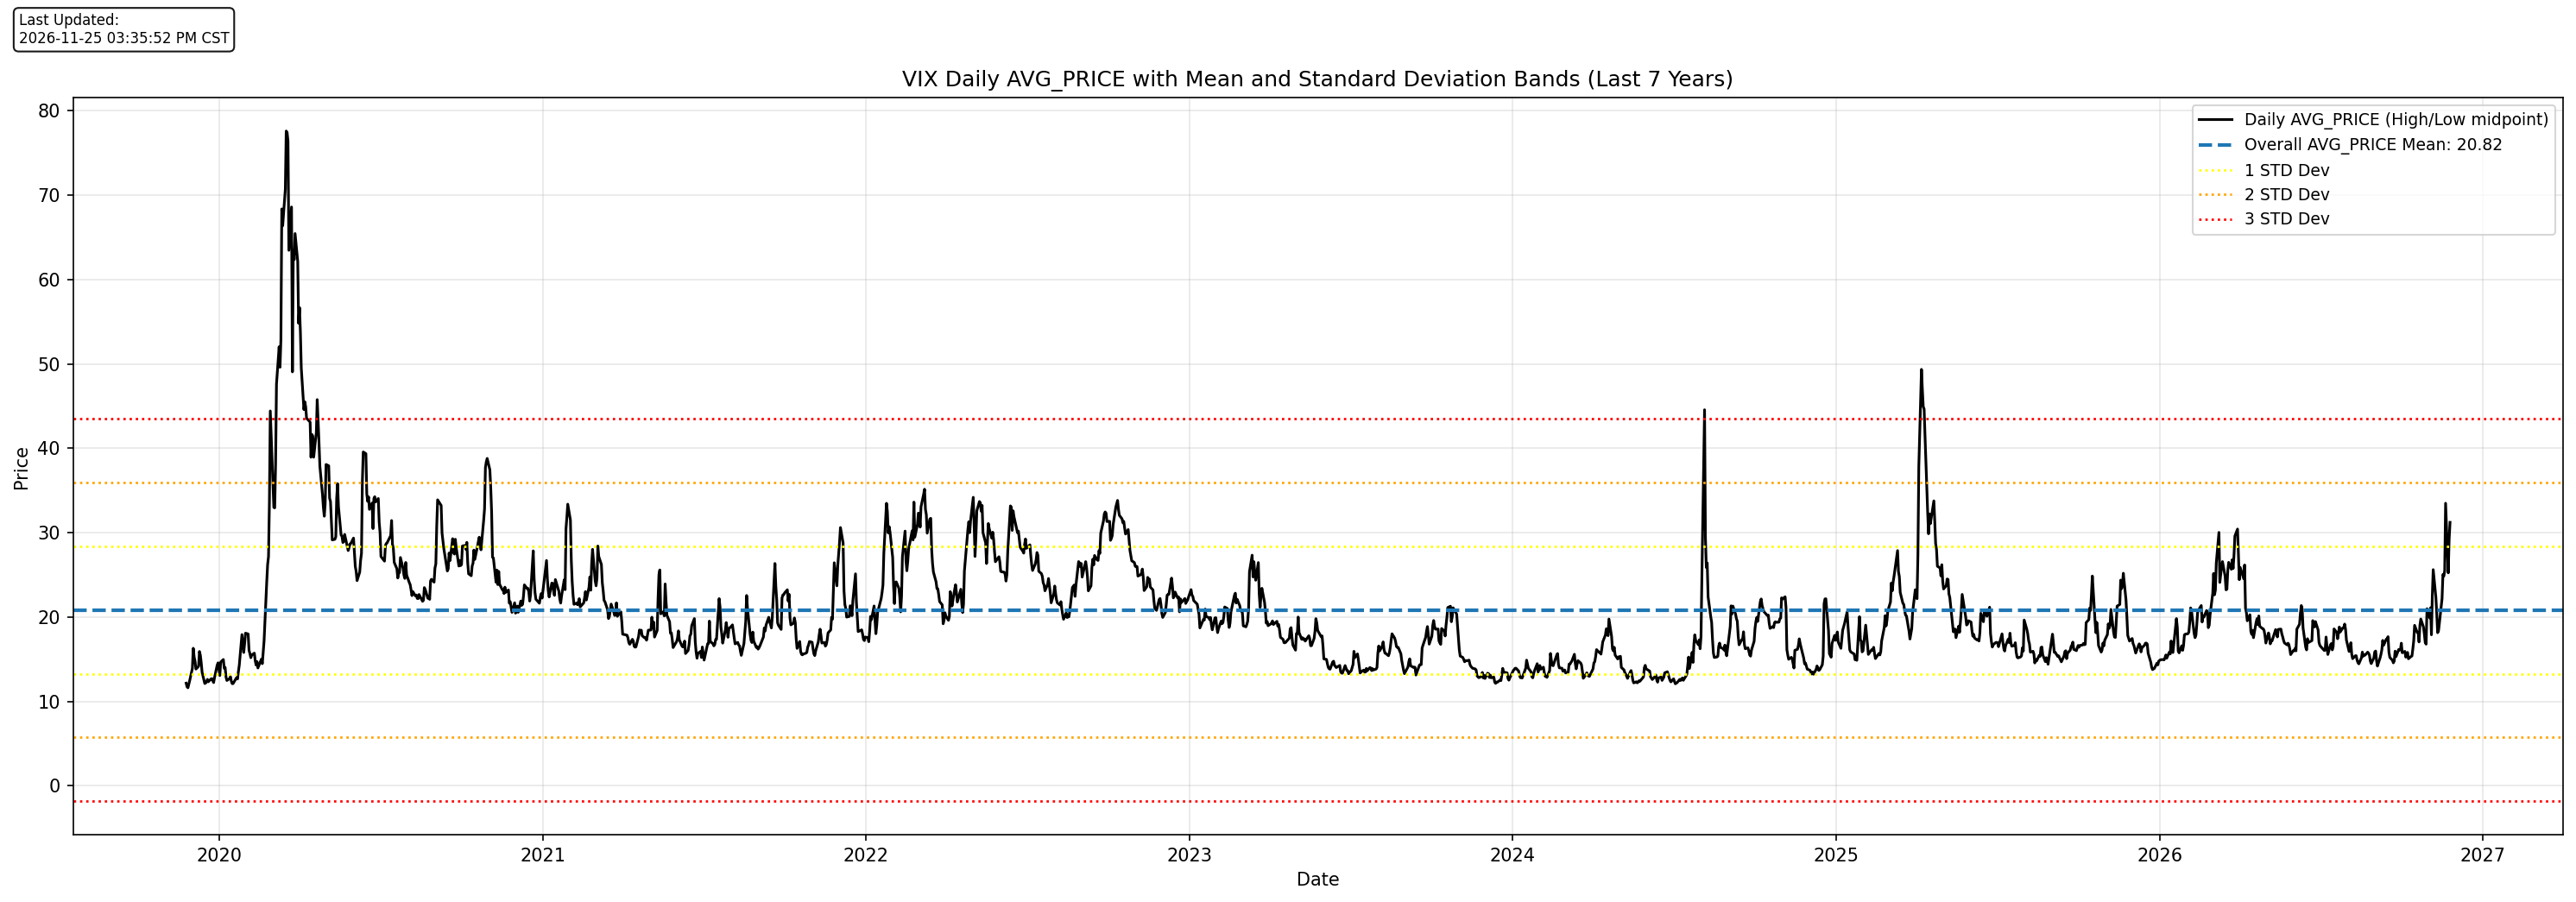 Last Updated:
2026-11-25 03:35:52 PM CST
VIX Daily AVG_PRICE with Mean and Standard Deviation Bands (Last 7 Years)
Daily AVG_PRICE (High/Low midpoint)
Overall AVG_PRICE Mean: 20.82
1 STD Dev
2 STD Dev
3 STD Dev
Price
80
70
60
50
40
30
20
10
0
2020
2021
2022
2023
2024
2025
2026
2027
Date